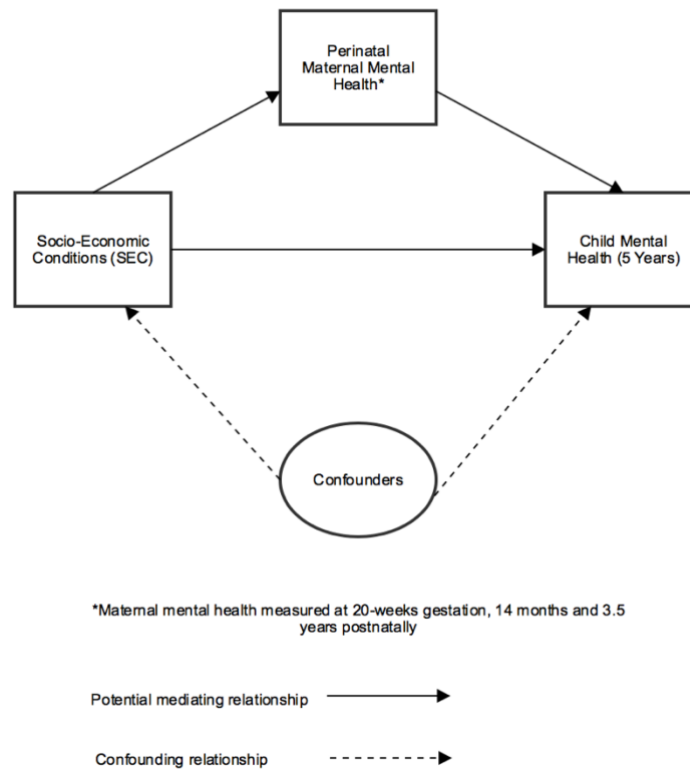 Perinatal
Maternal Mental
Health*
Socio-Economic
Conditions (SEC)
Child Mental
Health (5 Years)
Confounders
*Maternal mental health measured at 20-weeks gestation, 14 months and 3.5
years postnatally
Potential mediating relationship
Confounding relationship